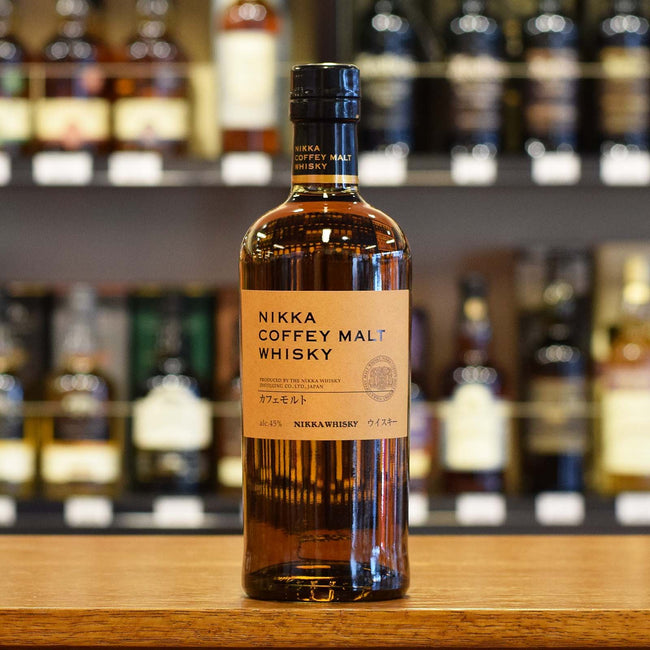 NIKKA
COFFEY MALT
WHISKY
NIKKA
COFFEY MALT
WHISKY
PRODUCED BY THE NIKKA WHISKY
DISTILLING CO., LTD., JAPAN
カフェモルト
alc.45% NIKKA WHISKY ウイスキー